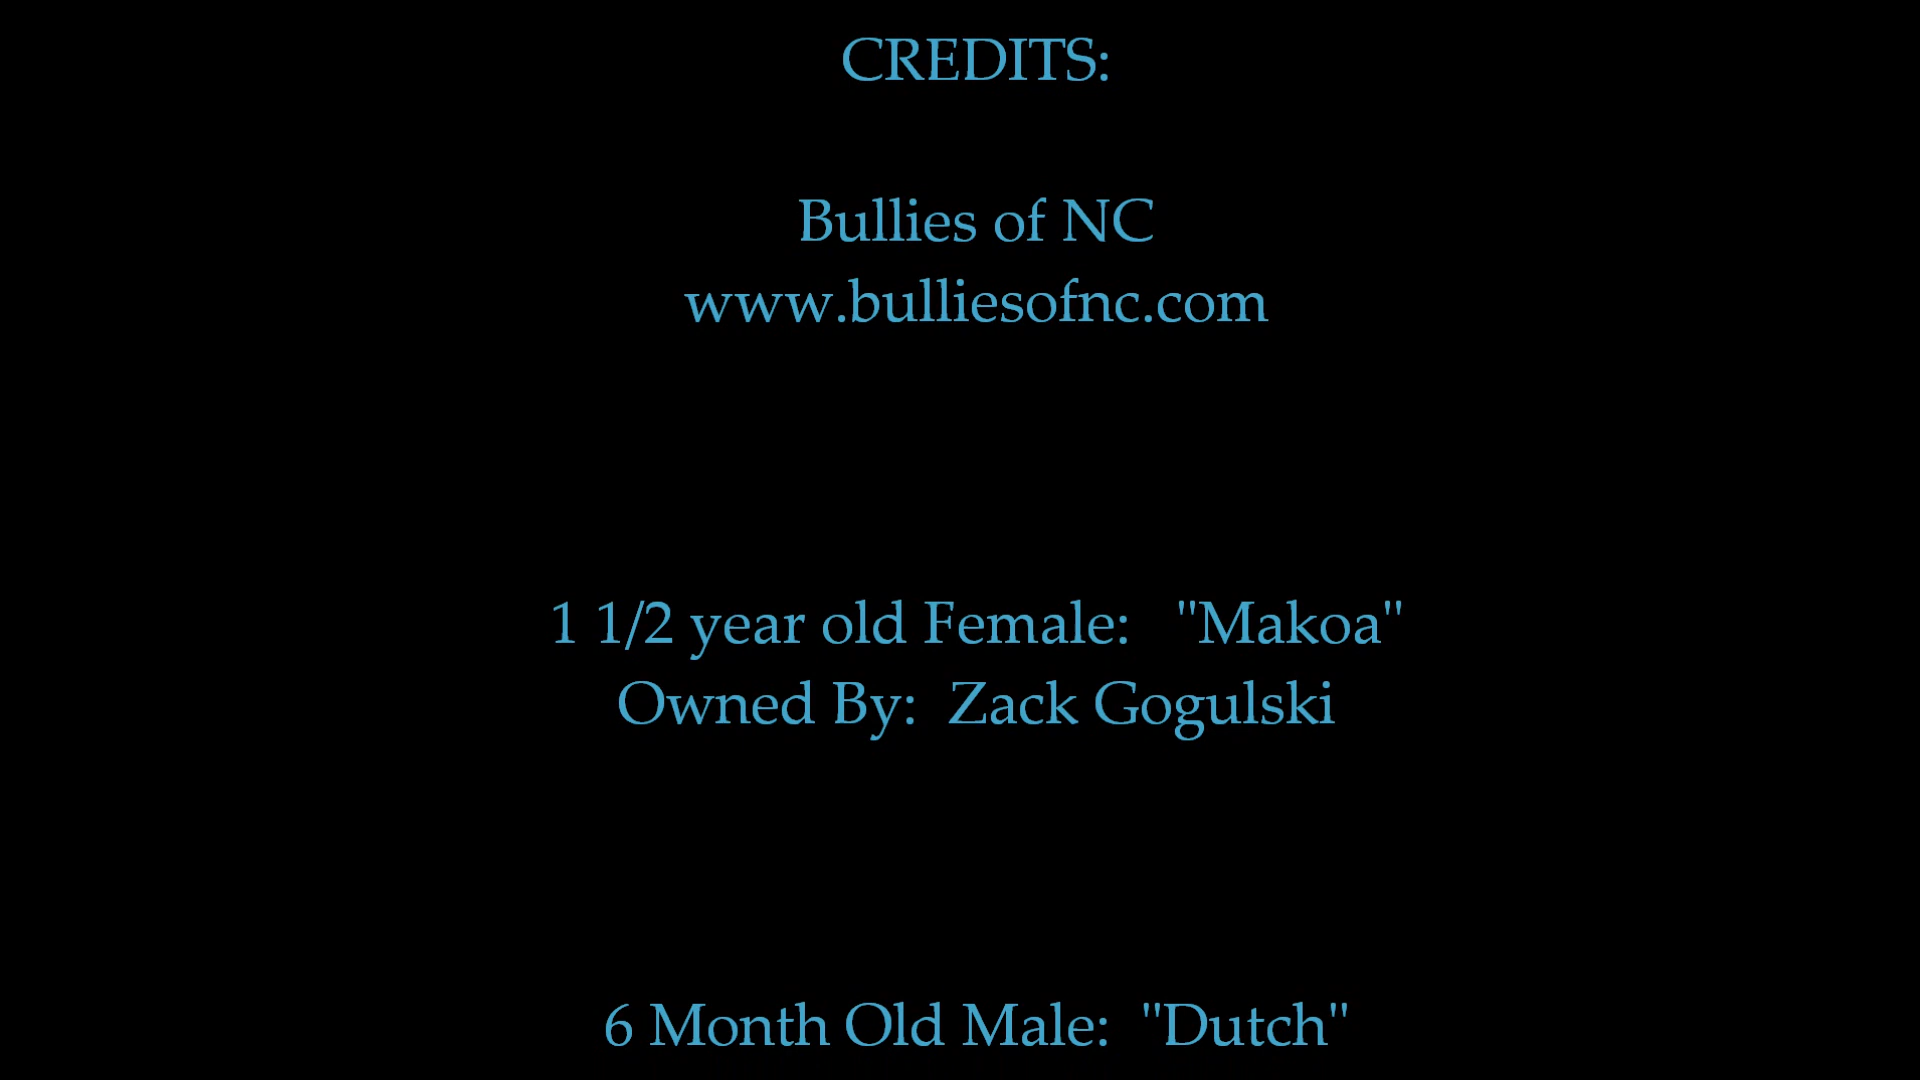 CREDITS:
Bullies of NC
www.bulliesofnc.com
1 1/2 year old Female:   "Makoa"
Owned By:  Zack Gogulski
6 Month Old Male:  "Dutch"